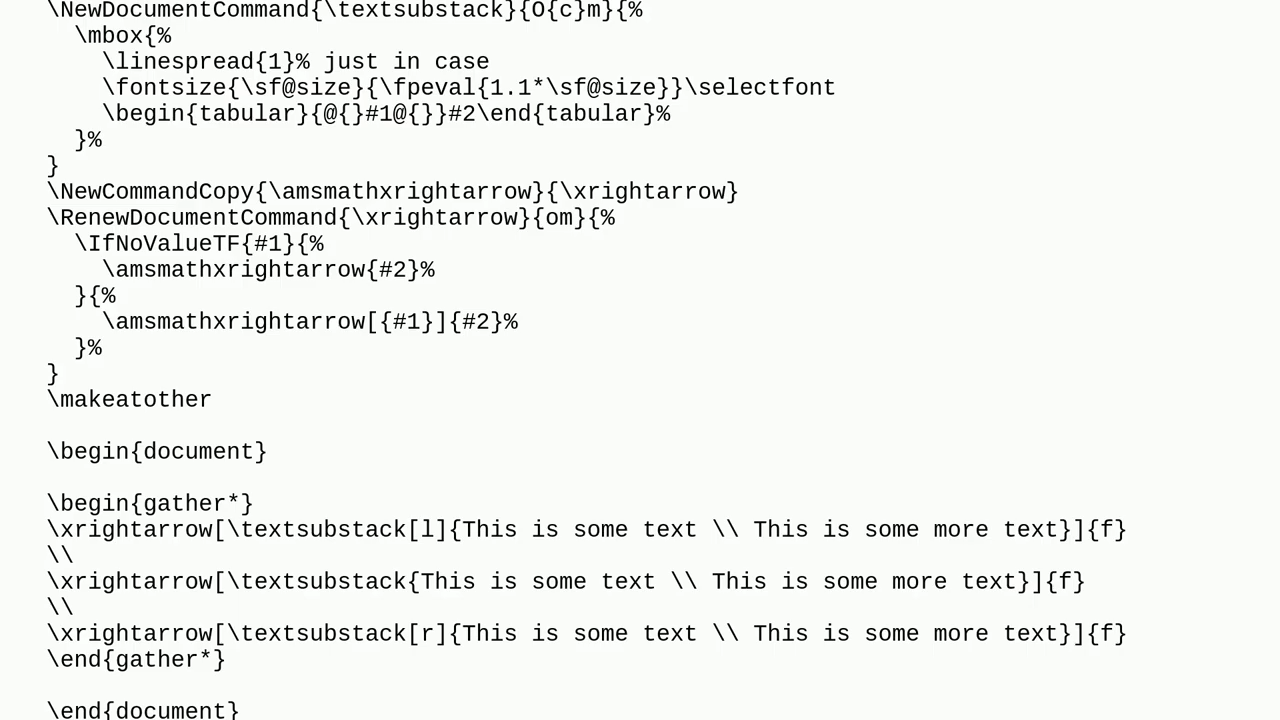 \NewDocumentCommand{\textsubstack}{O{c}m}{%
  \mbox{%
    \linespread{1}% just in case
    \fontsize{\sf@size}{\fpeval{1.1*\sf@size}}\selectfont
    \begin{tabular}{@{}#1@{}}#2\end{tabular}%
  }%
}
\NewCommandCopy{\amsmathxrightarrow}{\xrightarrow}
\RenewDocumentCommand{\xrightarrow}{om}{%
  \IfNoValueTF{#1}{%
    \amsmathxrightarrow{#2}%
  }{%
    \amsmathxrightarrow[{#1}]{#2}%
  }%
}
\makeatother

\begin{document}

\begin{gather*}
\xrightarrow[\textsubstack[l]{This is some text \\ This is some more text}]{f}
\\
\xrightarrow[\textsubstack{This is some text \\ This is some more text}]{f}
\\
\xrightarrow[\textsubstack[r]{This is some text \\ This is some more text}]{f}
\end{gather*}

\end{document}